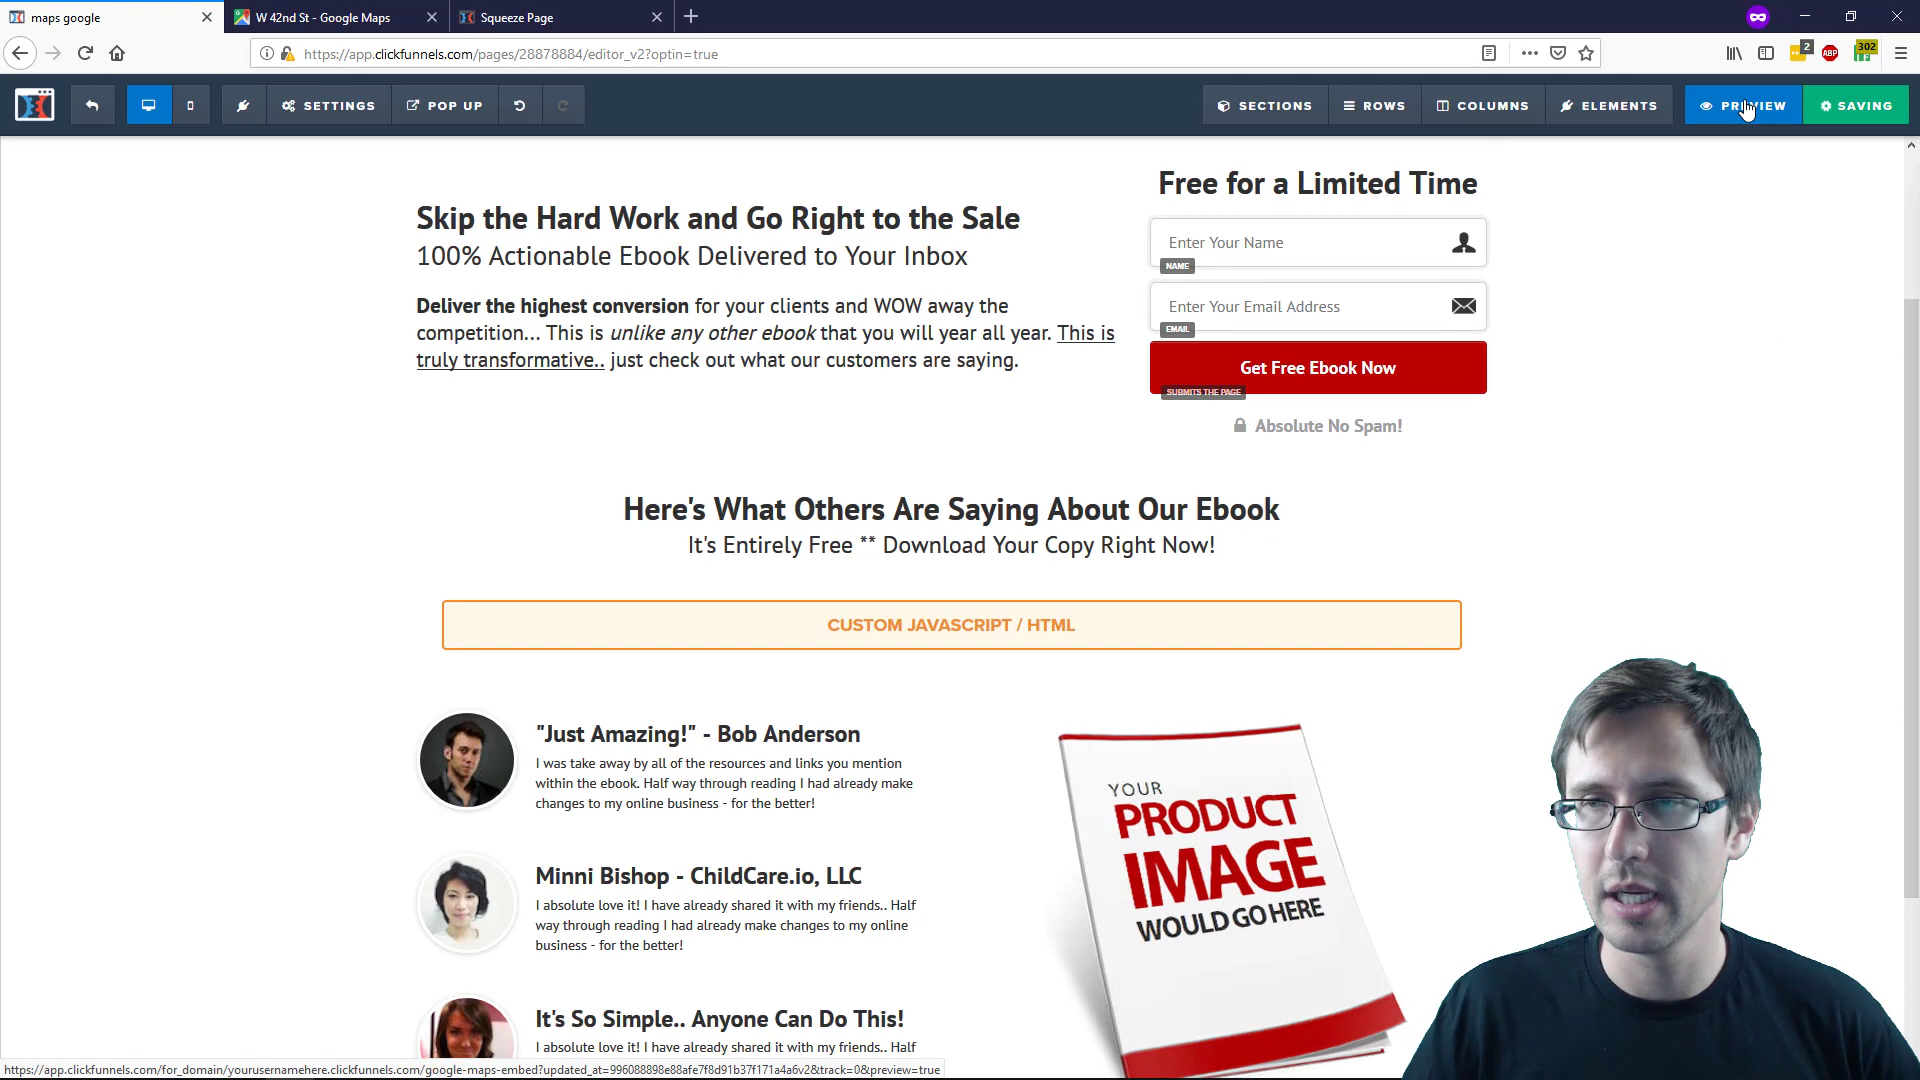 maps google
W 42nd St - Google Maps
Squeeze Page
https://app.clickfunnels.com/pages/28878884/editor_v2?optin=true
2
ABP
302
SETTINGS
POP UP
SECTIONS
ROWS
COLUMNS
ELEMENTS
PREVIEW
SAVING
Skip the Hard Work and Go Right to the Sale
100% Actionable Ebook Delivered to Your Inbox
Deliver the highest conversion for your clients and WOW away the
competition... This is unlike any other ebook that you will year all year. This is
truly transformative.. just check out what our customers are saying.
Free for a Limited Time
Enter Your Name
NAME
Enter Your Email Address
EMAIL
Get Free Ebook Now
SUBMITS THE PAGE
Absolute No Spam!
Here's What Others Are Saying About Our Ebook
It's Entirely Free ** Download Your Copy Right Now!
CUSTOM JAVASCRIPT / HTML
"Just Amazing!" - Bob Anderson
I was take away by all of the resources and links you mention
within the ebook. Half way through reading I had already make
changes to my online business - for the better!
Minni Bishop - ChildCare.io, LLC
I absolute love it! I have already shared it with my friends.. Half
way through reading I had already make changes to my online
business - for the better!
It's So Simple.. Anyone Can Do This!
I absolute love it! I have already shared it with my friends.. Half
YOUR
PRODUCT
IMAGE
WOULD GO HERE
https://app.clickfunnels.com/for_domain/yourusernamehere.clickfunnels.com/google-maps-embed?updated_at=996088898e88afe7f8d91b37f171a4a6v2&track=0&preview=true